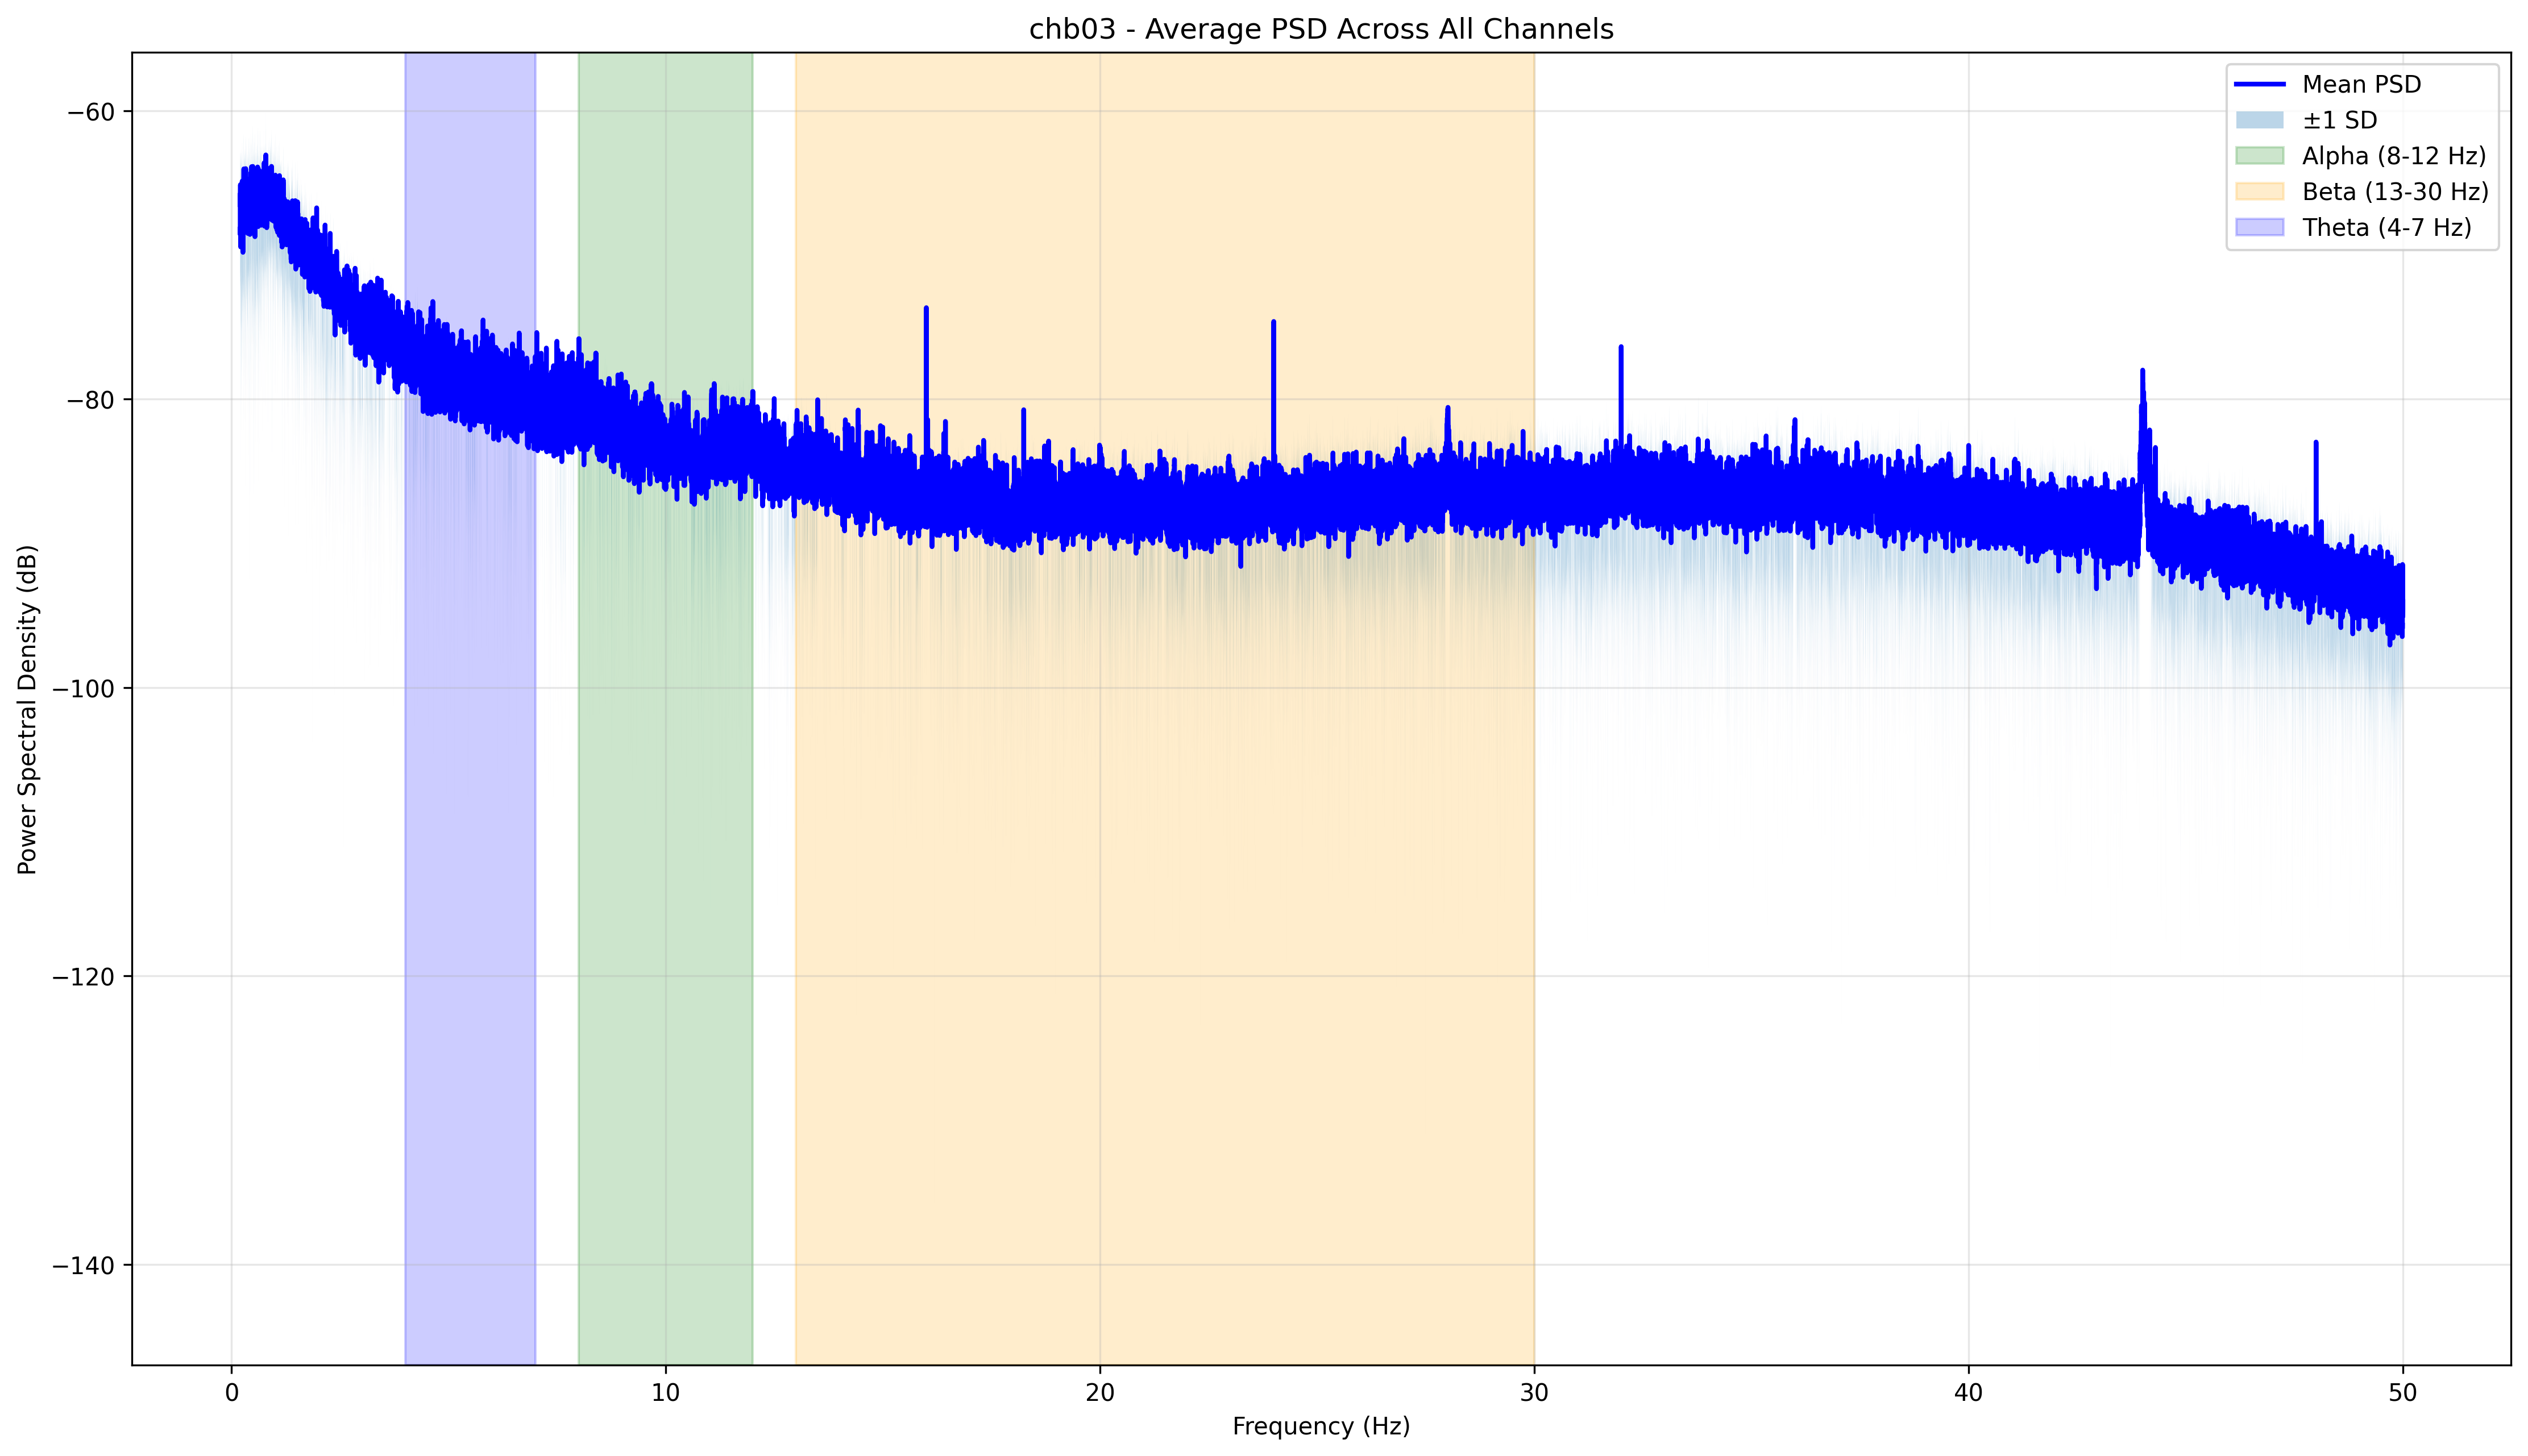 chb03 - Average PSD Across All Channels
Mean PSD
±1 SD
Alpha (8-12 Hz)
Beta (13-30 Hz)
Theta (4-7 Hz)
Power Spectral Density (dB)
−60
−80
−100
−120
−140
0 10 20 30 40 50
Frequency (Hz)